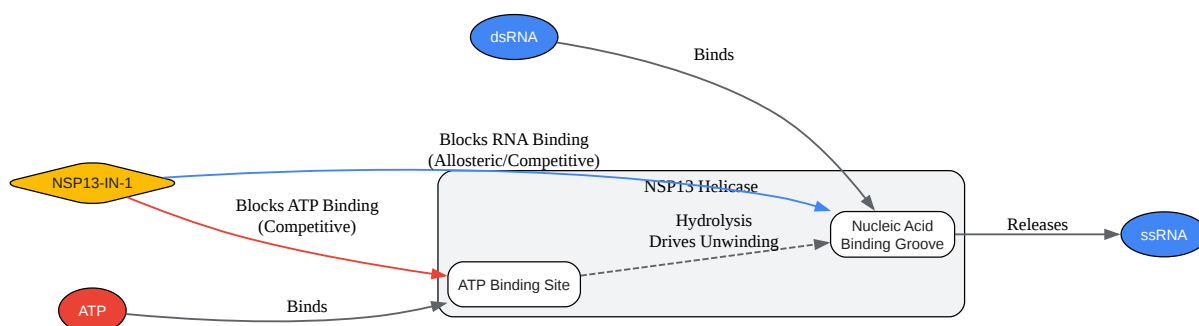 dsRNA
Binds
Blocks RNA Binding
(Allosteric/Competitive)
NSP13-IN-1
NSP13 Helicase
Blocks ATP Binding
(Competitive)
Hydrolysis
Drives Unwinding
Nucleic Acid
Binding Groove
Releases
ssRNA
ATP Binding Site
Binds
ATP